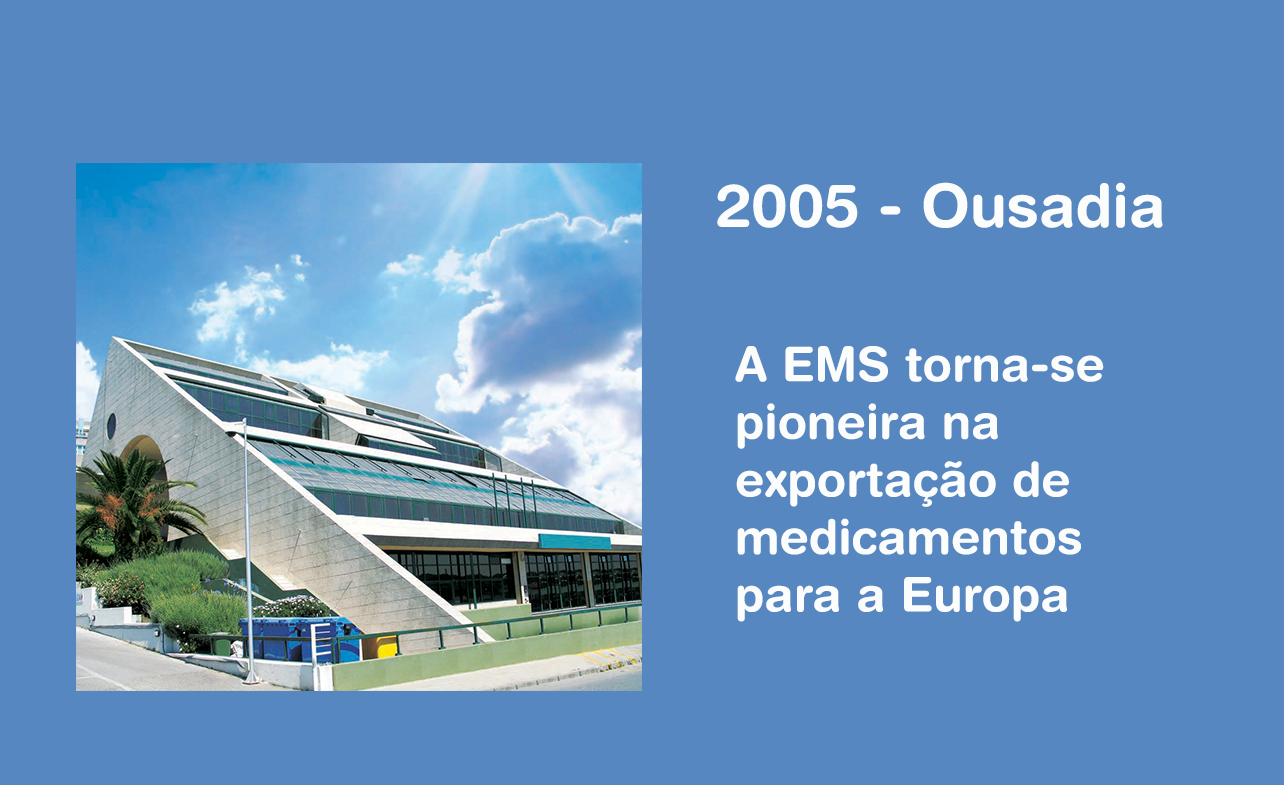 2005 - Ousadia
A EMS torna-se
pioneira na
exportação de
medicamentos
para a Europa